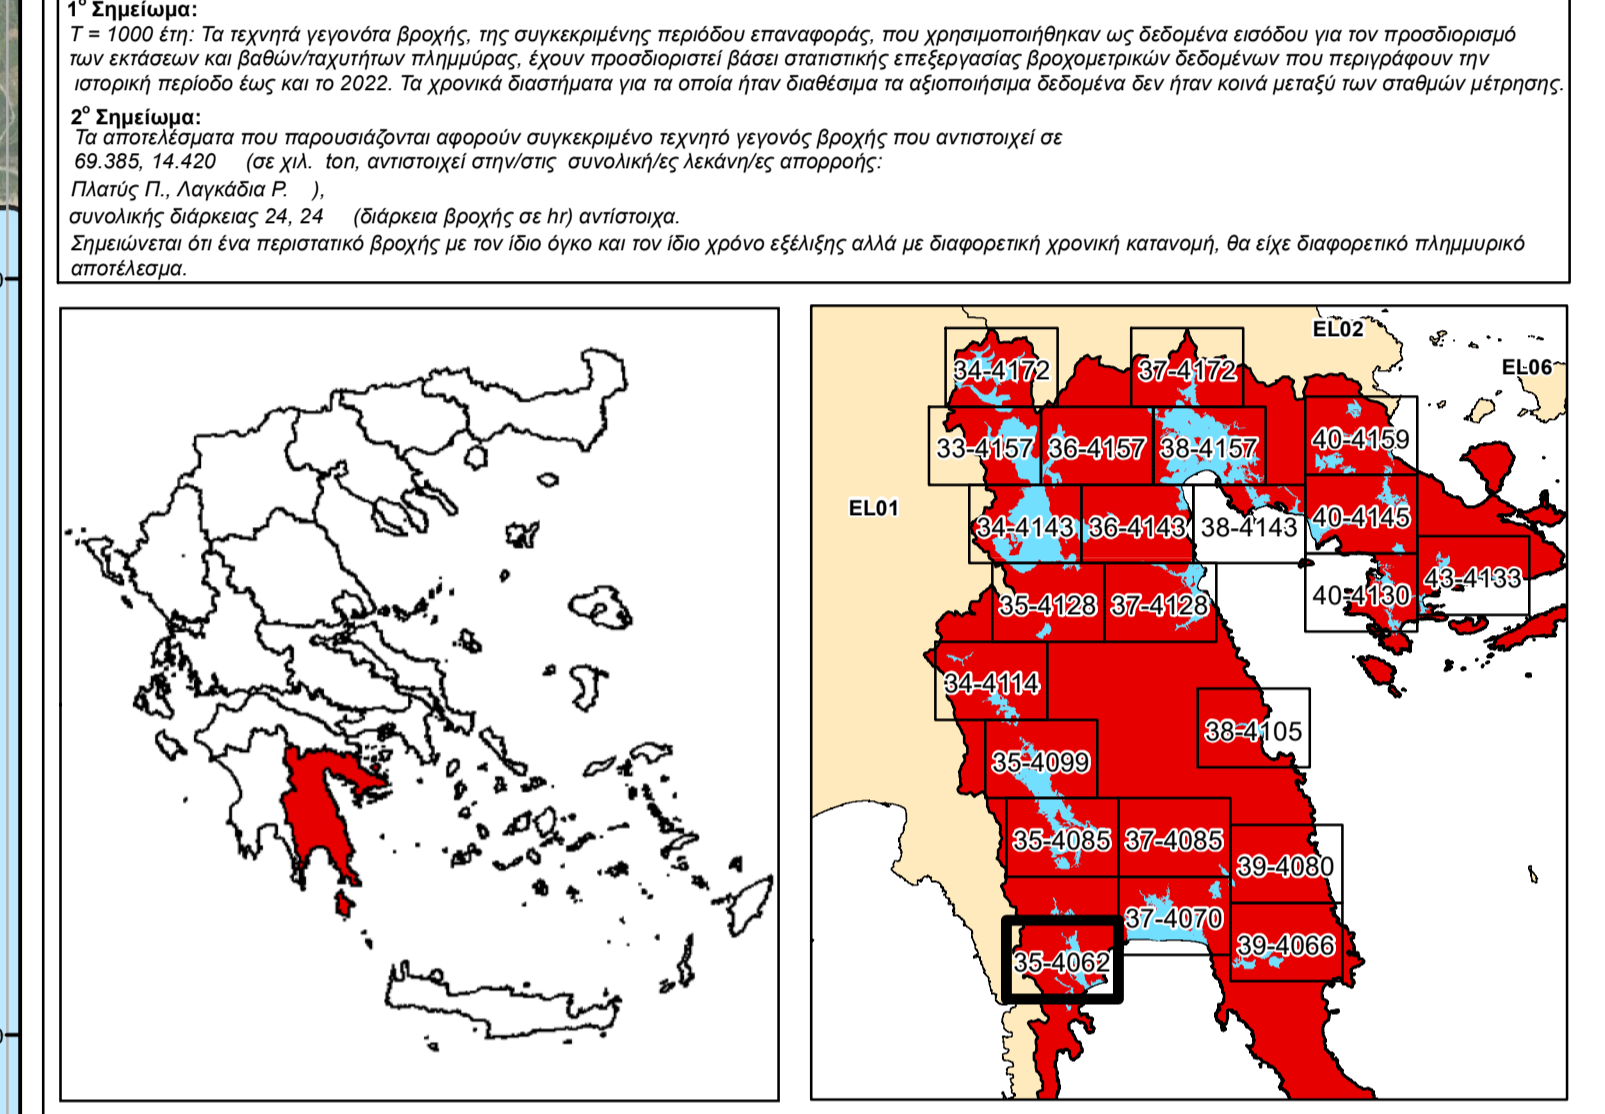 1ο Σημείωμα:
T = 1000 έτη: Τα τεχνητά γεγονότα βροχής, της συγκεκριμένης περιόδου επαναφοράς, που χρησιμοποιήθηκαν ως δεδομένα εισόδου για τον προσδιορισμό
των εκτάσεων και βαθών/ταχυτήτων πλημμύρας, έχουν προσδιοριστεί βάσει στατιστικής επεξεργασίας βροχομετρικών δεδομένων που περιγράφουν την
ιστορική περίοδο έως και το 2022. Τα χρονικά διαστήματα για τα οποία ήταν διαθέσιμα τα αξιοποιήσιμα δεδομένα δεν ήταν κοινά μεταξύ των σταθμών μέτρησης.
2ο Σημείωμα:
Τα αποτελέσματα που παρουσιάζονται αφορούν συγκεκριμένο τεχνητό γεγονός βροχής που αντιστοιχεί σε
69.385, 14.420 (σε χιλ. ton, αντιστοιχεί στην/στις συνολική/ες λεκάνη/ες απορροής:
Πλατύς Π., Λαγκάδια Ρ. ),
συνολικής διάρκειας 24, 24 (διάρκεια βροχής σε hr) αντίστοιχα.
Σημειώνεται ότι ένα περιστατικό βροχής με τον ίδιο όγκο και τον ίδιο χρόνο εξέλιξης αλλά με διαφορετική χρονική κατανομή, θα είχε διαφορετικό πλημμυρικό
αποτέλεσμα.
EL02
EL06
34-4172
37-4172
33-4157
36-4157
38-4157
40-4159
EL01
34-4143
36-4143
38-4143
40-4145
35-4128
37-4128
40-4130
43-4133
34-4114
38-4105
35-4099
35-4085
37-4085
39-4080
37-4070
39-4066
35-4062